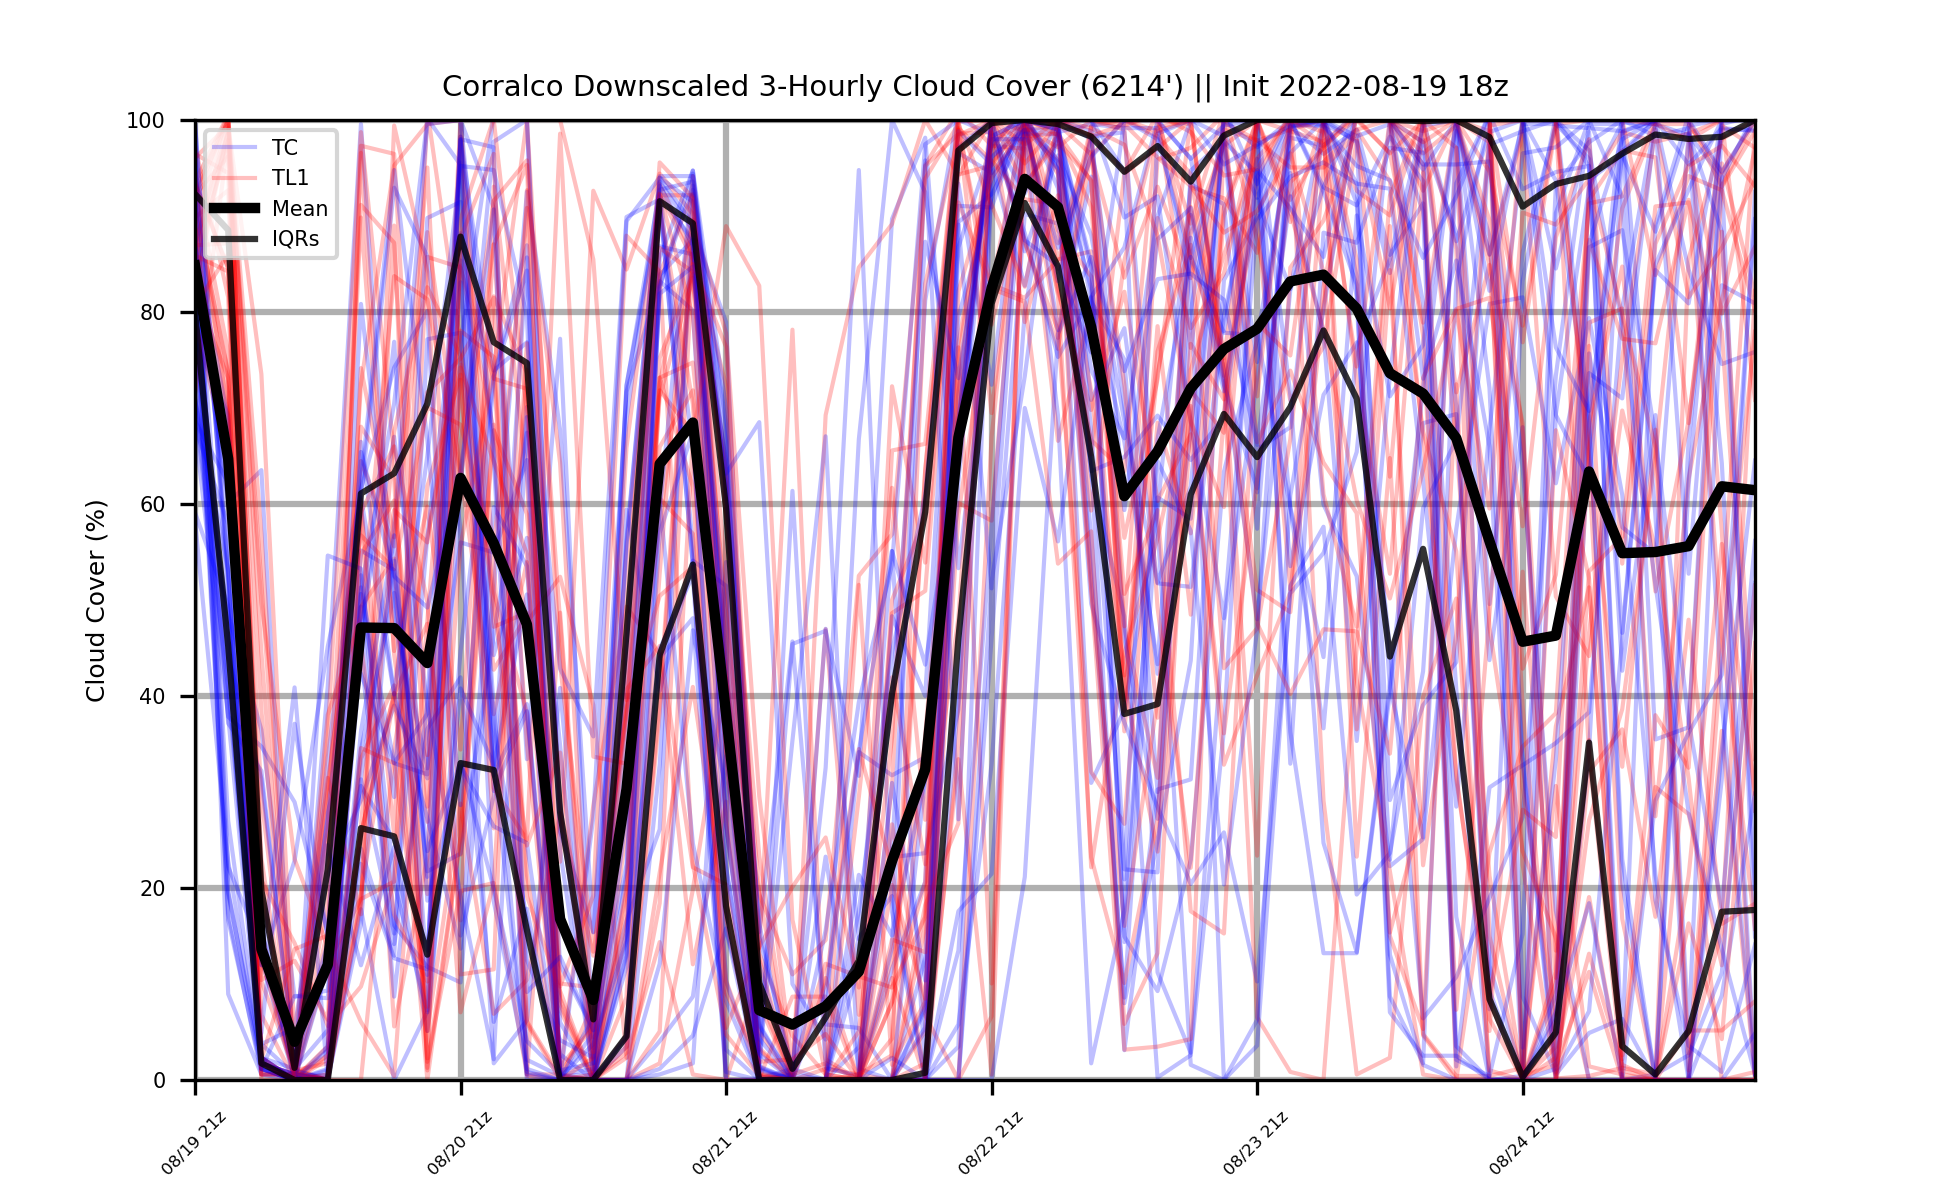 Corralco Downscaled 3-Hourly Cloud Cover (6214') || Init 2022-08-19 18z
TC
TL1
Mean
IQRs
Cloud Cover (%)
100
80
60
40
20
0
08/19 21z
08/20 21z
08/21 21z
08/22 21z
08/23 21z
08/24 21z